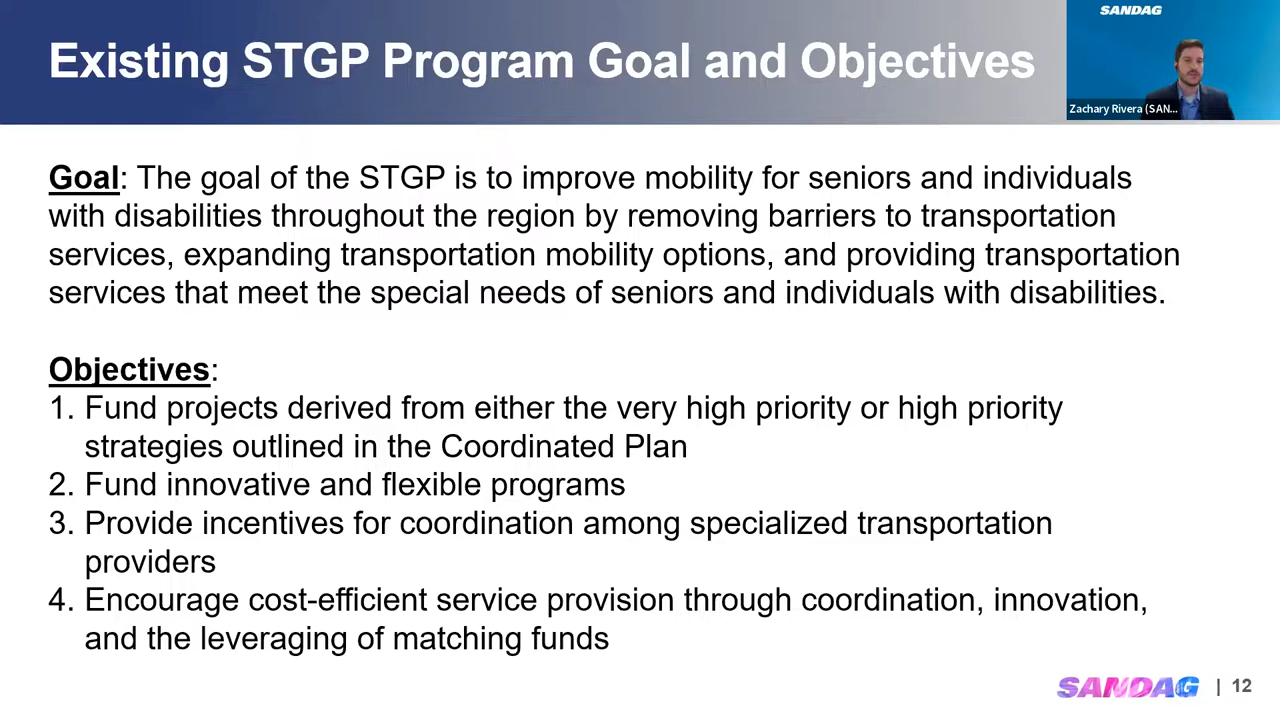 Existing STGP Program Goal and Objectives
SANDAG
Zachary Rivera (SAN...
Goal: The goal of the STGP is to improve mobility for seniors and individuals
with disabilities throughout the region by removing barriers to transportation
services, expanding transportation mobility options, and providing transportation
services that meet the special needs of seniors and individuals with disabilities.
Objectives:
1. Fund projects derived from either the very high priority or high priority
strategies outlined in the Coordinated Plan
2. Fund innovative and flexible programs
3. Provide incentives for coordination among specialized transportation
providers
4. Encourage cost-efficient service provision through coordination, innovation,
and the leveraging of matching funds
SANDAG | 12